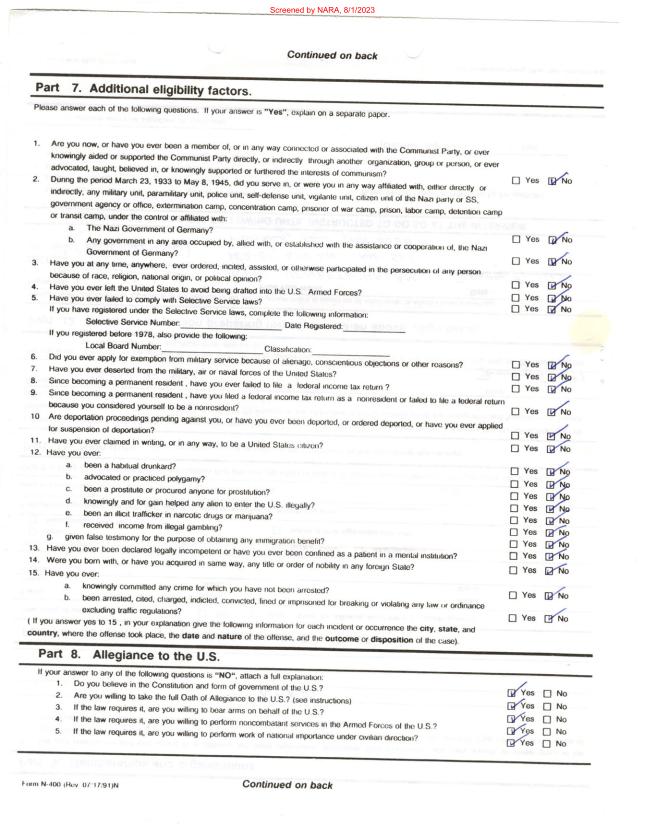 Screened by NARA, 8/1/2023
Continued on back
Part 7. Additional eligibility factors.
Please answer each of the following questions. If your answer is "Yes", explain on a separate paper.
1. Are you now, or have you ever been a member of, or in any way connected or associated with the Communist Party, or ever
knowingly aided or supported the Communist Party directly, or indirectly through another organization, group or person, or ever
advocated, taught, believed in, or knowingly supported or furthered the interests of communism? ☐ Yes ☑ No
2. During the period March 23, 1933 to May 8, 1945, did you serve in, or were you in any way affiliated with, either directly or
indirectly, any military unit, paramilitary unit, police unit, self-defense unit, vigilante unit, citizen unit of the Nazi party or SS,
government agency or office, extermination camp, concentration camp, prisoner of war camp, prison, labor camp, detention camp
or transit camp, under the control or affiliated with:
a. The Nazi Government of Germany? ☐ Yes ☑ No
b. Any government in any area occupied by, allied with, or established with the assistance or cooperation of, the Nazi
Government of Germany? ☐ Yes ☑ No
3. Have you at any time, anywhere, ever ordered, incited, assisted, or otherwise participated in the persecution of any person
because of race, religion, national origin, or political opinion? ☐ Yes ☑ No
4. Have you ever left the United States to avoid being drafted into the U.S. Armed Forces? ☐ Yes ☑ No
5. Have you ever failed to comply with Selective Service laws? ☐ Yes ☑ No
If you have registered under the Selective Service laws, complete the following information:
Selective Service Number: Date Registered:
If you registered before 1978, also provide the following:
Local Board Number: Classification:
6. Did you ever apply for exemption from military service because of alienage, conscientious objections or other reasons? ☐ Yes ☑ No
7. Have you ever deserted from the military, air or naval forces of the United States? ☐ Yes ☑ No
8. Since becoming a permanent resident , have you ever failed to file a federal income tax return ? ☐ Yes ☑ No
9. Since becoming a permanent resident , have you filed a federal income tax return as a nonresident or failed to file a federal return
because you considered yourself to be a nonresident? ☐ Yes ☑ No
10 Are deportation proceedings pending against you, or have you ever been deported, or ordered deported, or have you ever applied
for suspension of deportation? ☐ Yes ☑ No
11. Have you ever claimed in writing, or in any way, to be a United States citizen? ☐ Yes ☑ No
12. Have you ever:
a. been a habitual drunkard? ☐ Yes ☑ No
b. advocated or practiced polygamy? ☐ Yes ☑ No
c. been a prostitute or procured anyone for prostitution? ☐ Yes ☑ No
d. knowingly and for gain helped any alien to enter the U.S. illegally? ☐ Yes ☑ No
e. been an illicit trafficker in narcotic drugs or marijuana? ☐ Yes ☑ No
f. received income from illegal gambling? ☐ Yes ☑ No
g. given false testimony for the purpose of obtaining any immigration benefit? ☐ Yes ☑ No
13. Have you ever been declared legally incompetent or have you ever been confined as a patient in a mental institution? ☐ Yes ☑ No
14. Were you born with, or have you acquired in same way, any title or order of nobility in any foreign State? ☐ Yes ☑ No
15. Have you ever:
a. knowingly committed any crime for which you have not been arrested? ☐ Yes ☑ No
b. been arrested, cited, charged, indicted, convicted, fined or imprisoned for breaking or violating any law or ordinance
excluding traffic regulations? ☐ Yes ☑ No
( If you answer yes to 15 , in your explanation give the following information for each incident or occurrence the city, state, and
country, where the offense took place, the date and nature of the offense, and the outcome or disposition of the case).
Part 8. Allegiance to the U.S.
If your answer to any of the following questions is "NO", attach a full explanation:
1. Do you believe in the Constitution and form of government of the U.S.? ☑ Yes ☐ No
2. Are you willing to take the full Oath of Allegiance to the U.S.? (see instructions) ☑ Yes ☐ No
3. If the law requires it, are you willing to bear arms on behalf of the U.S.? ☑ Yes ☐ No
4. If the law requires it, are you willing to perform noncombatant services in the Armed Forces of the U.S.? ☑ Yes ☐ No
5. If the law requires it, are you willing to perform work of national importance under civilian direction? ☑ Yes ☐ No
Form N-400 (Rev. 07/17/91)N Continued on back